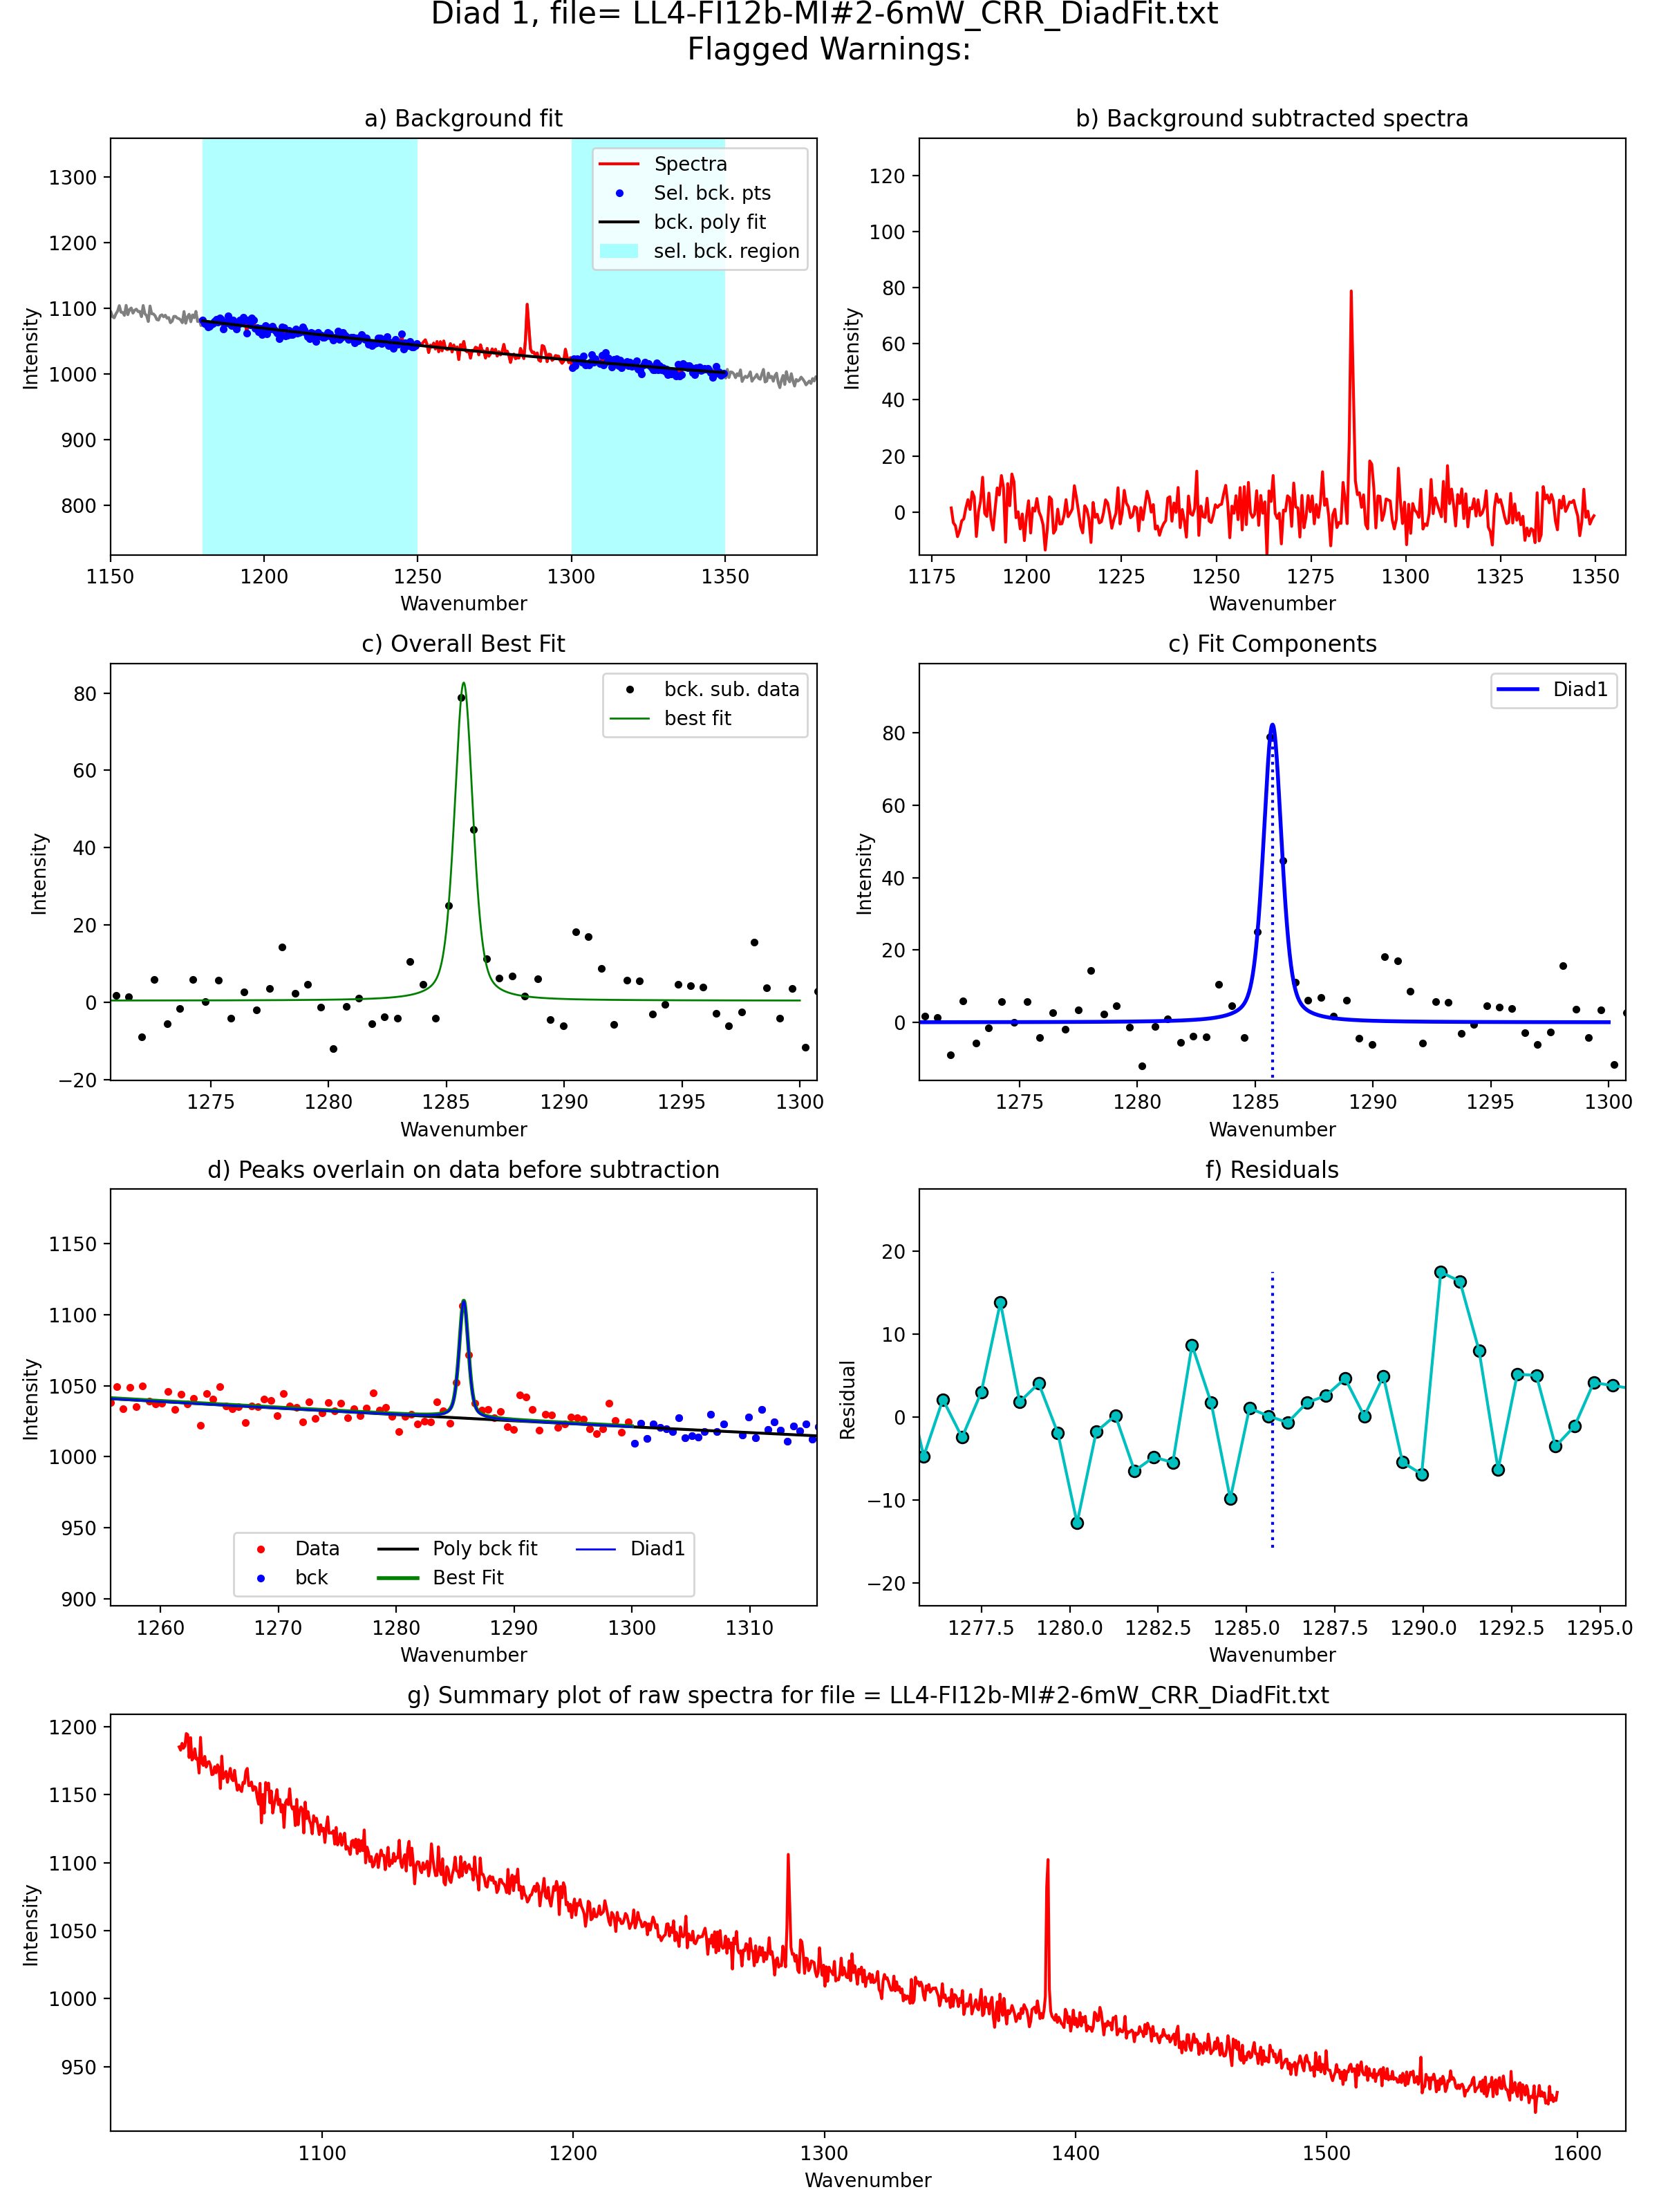 Diad 1, file= LL4-FI12b-MI#2-6mW_CRR_DiadFit.txt
Flagged Warnings:
a) Background fit
Intensity
1300
1200
1100
1000
900
800
Spectra
Sel. bck. pts
bck. poly fit
sel. bck. region
1150 1200 1250 1300 1350
Wavenumber
b) Background subtracted spectra
Intensity
120
100
80
60
40
20
0
1175 1200 1225 1250 1275 1300 1325 1350
Wavenumber
c) Overall Best Fit
Intensity
80
60
40
20
0
−20
bck. sub. data
best fit
1275 1280 1285 1290 1295 1300
Wavenumber
c) Fit Components
Intensity
80
60
40
20
0
Diad1
1275 1280 1285 1290 1295 1300
Wavenumber
d) Peaks overlain on data before subtraction
Intensity
1150
1100
1050
1000
950
900
Data
bck
Poly bck fit
Best Fit
Diad1
1260 1270 1280 1290 1300 1310
Wavenumber
f) Residuals
Residual
20
10
0
−10
−20
1277.5 1280.0 1282.5 1285.0 1287.5 1290.0 1292.5 1295.0
Wavenumber
g) Summary plot of raw spectra for file = LL4-FI12b-MI#2-6mW_CRR_DiadFit.txt
Intensity
1200
1150
1100
1050
1000
950
1100 1200 1300 1400 1500 1600
Wavenumber